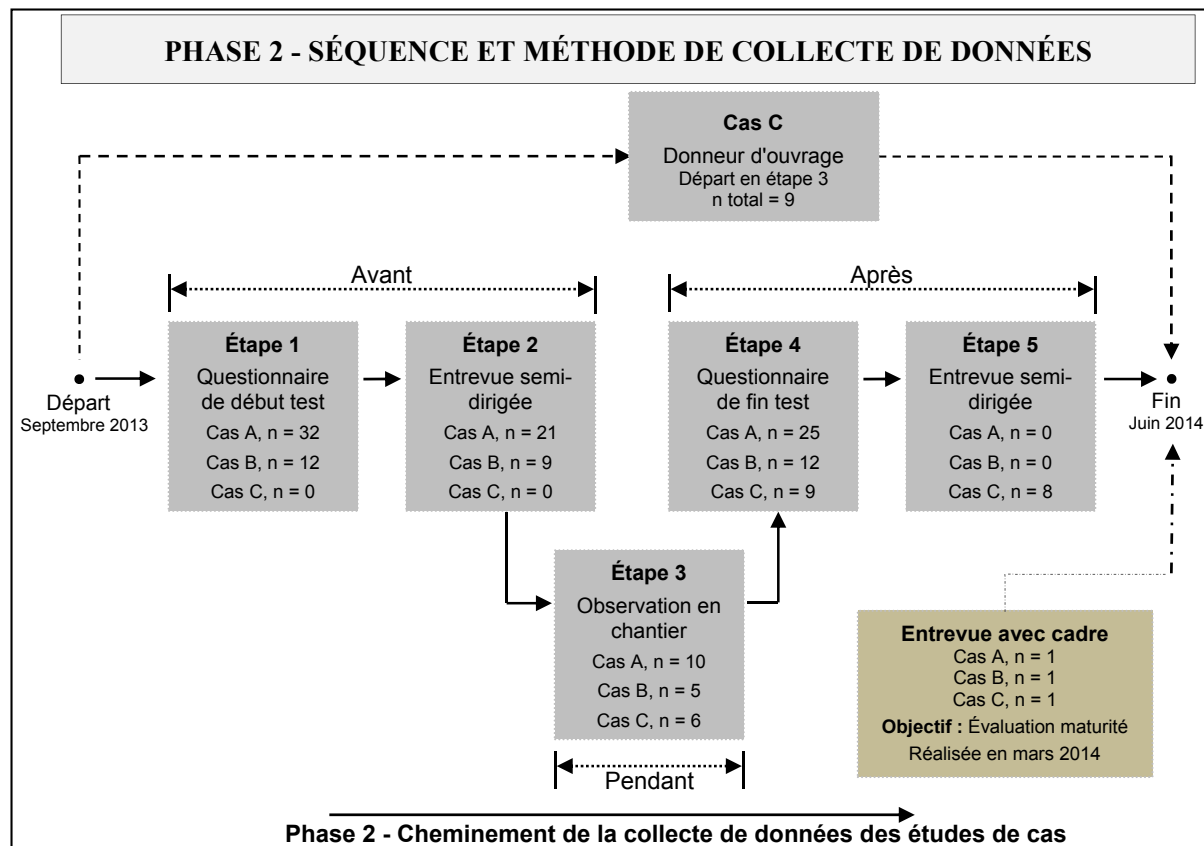 PHASE 2 - SÉQUENCE ET MÉTHODE DE COLLECTE DE DONNÉES
Cas C
Donneur d'ouvrage
Départ en étape 3
n total = 9
Avant
Après
Départ
Septembre 2013
Étape 1
Questionnaire
de début test
Cas A, n = 32
Cas B, n = 12
Cas C, n = 0
Étape 2
Entrevue semi-
dirigée
Cas A, n = 21
Cas B, n = 9
Cas C, n = 0
Étape 3
Observation en
chantier
Cas A, n = 10
Cas B, n = 5
Cas C, n = 6
Pendant
Étape 4
Questionnaire
de fin test
Cas A, n = 25
Cas B, n = 12
Cas C, n = 9
Étape 5
Entrevue semi-
dirigée
Cas A, n = 0
Cas B, n = 0
Cas C, n = 8
Fin
Juin 2014
Entrevue avec cadre
Cas A, n = 1
Cas B, n = 1
Cas C, n = 1
Objectif : Évaluation maturité
Réalisée en mars 2014
Phase 2 - Cheminement de la collecte de données des études de cas